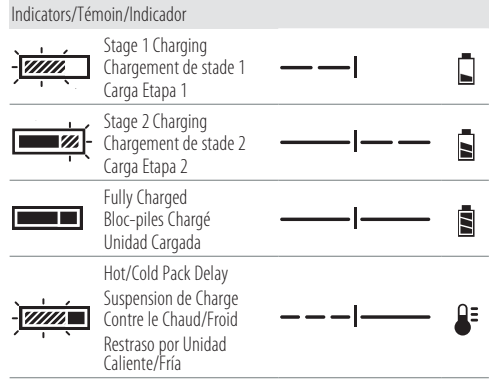 Indicators/Témoin/Indicador
Stage 1 Charging
Chargement de stade 1
Carga Etapa 1
Stage 2 Charging
Chargement de stade 2
Carga Etapa 2
Fully Charged
Bloc-piles Chargé
Unidad Cargada
Hot/Cold Pack Delay
Suspension de Charge
Contre le Chaud/Froid
Restraso por Unidad
Caliente/Fría